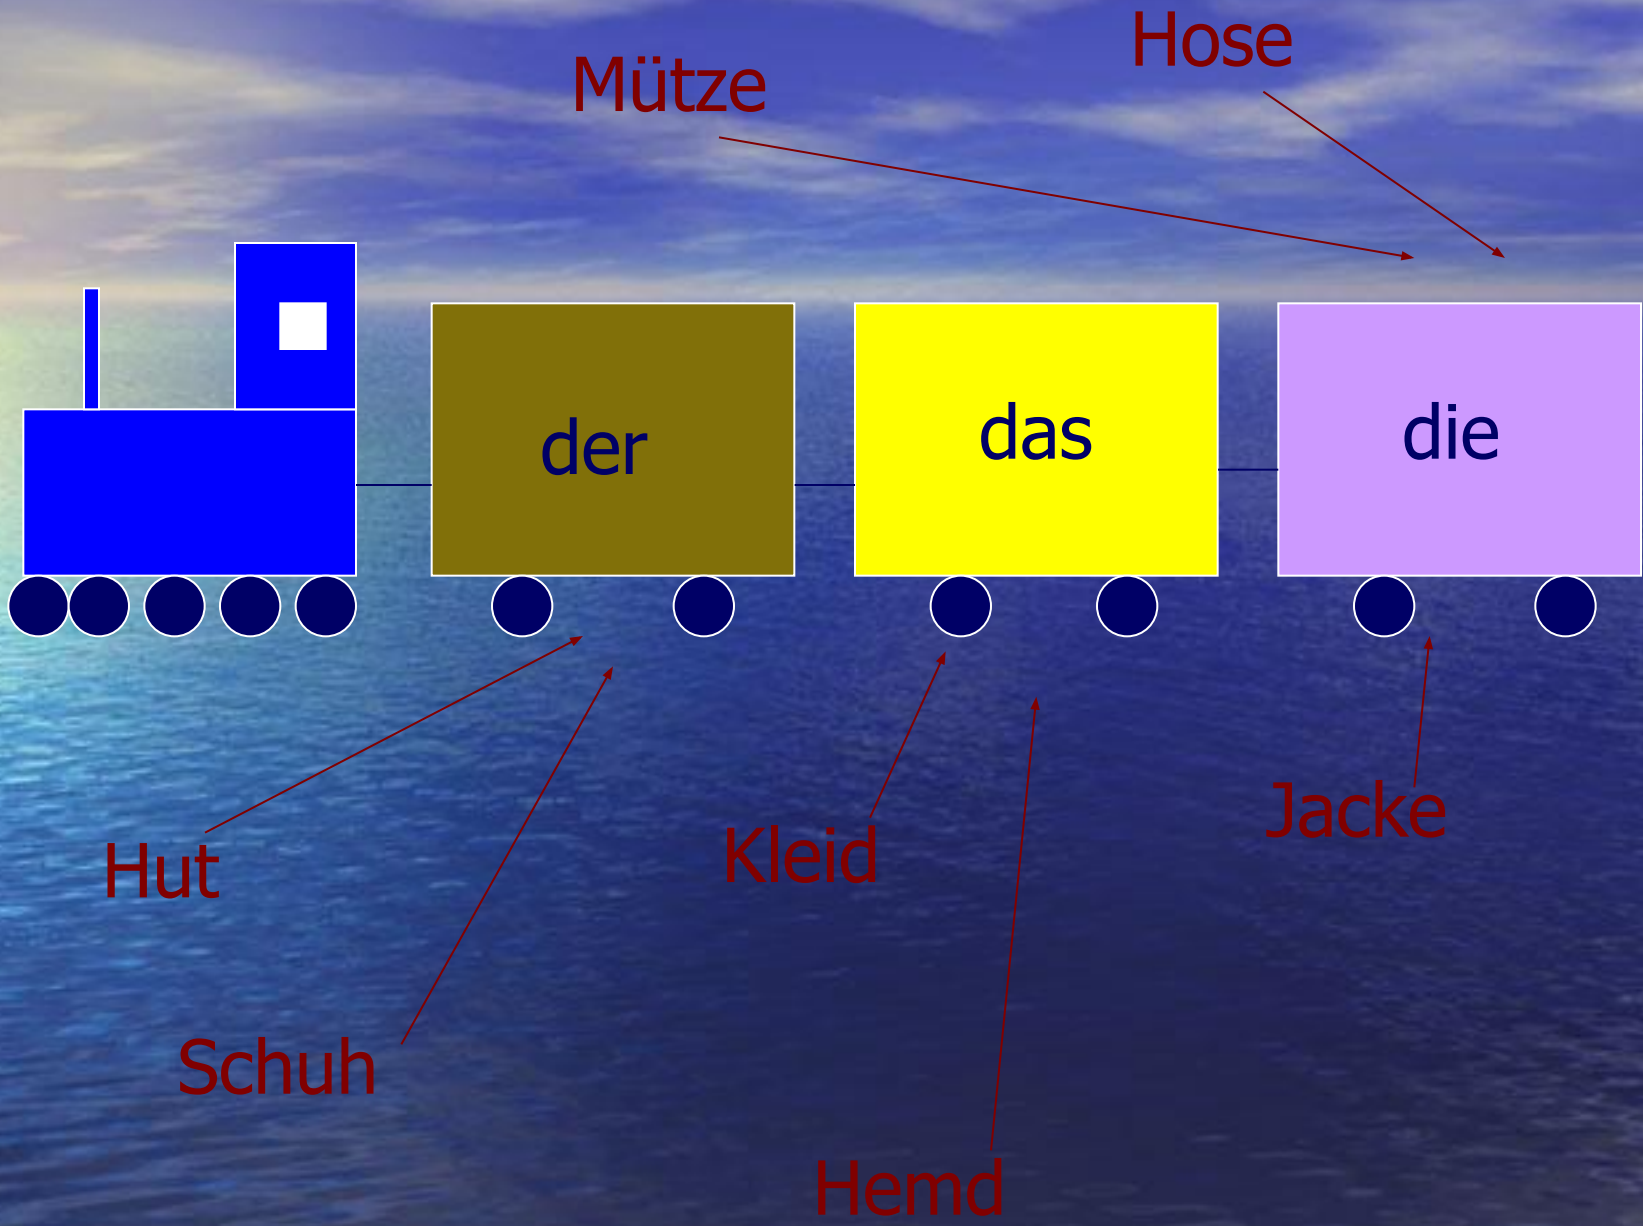 Hose
Mütze
der
das
die
Jacke
Kleid
Hut
Schuh
Hemd